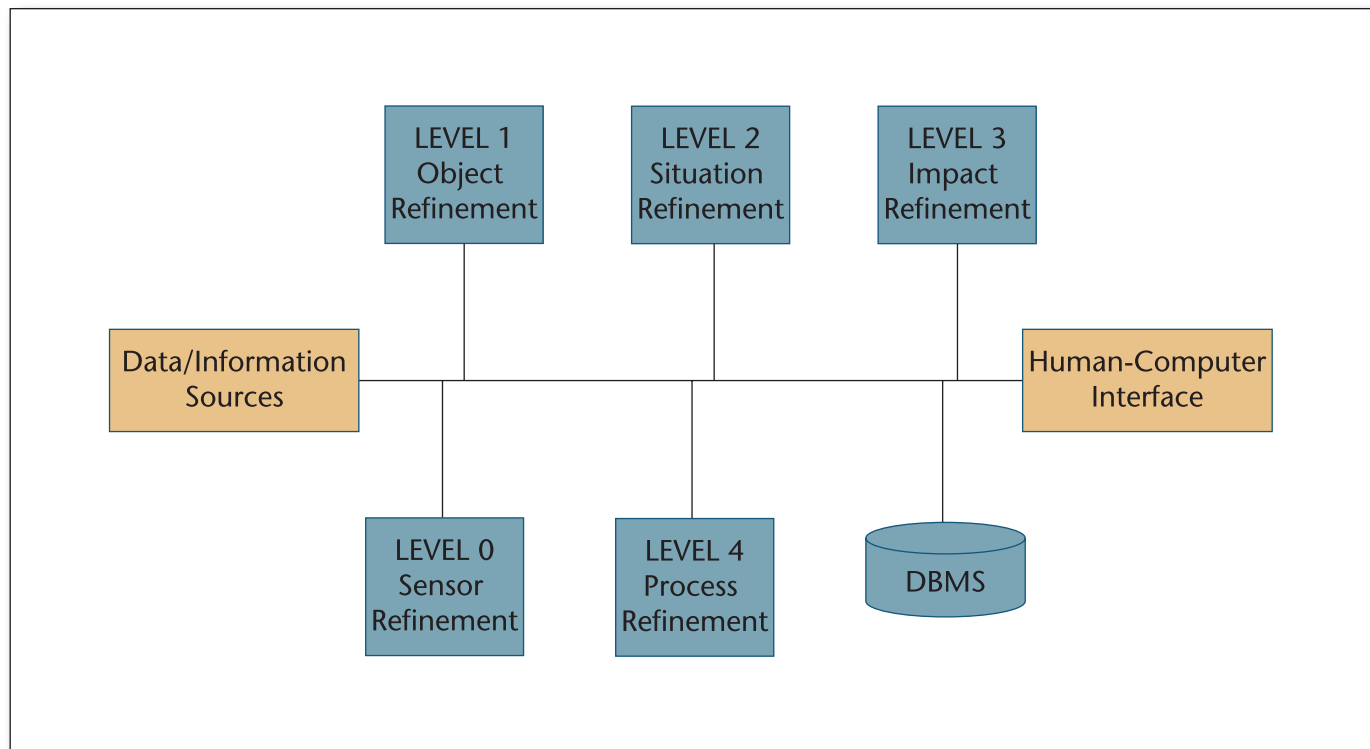 LEVEL 1
Object
Refinement
LEVEL 2
Situation
Refinement
LEVEL 3
Impact
Refinement
Data/Information
Sources
Human-Computer
Interface
LEVEL 0
Sensor
Refinement
LEVEL 4
Process
Refinement
DBMS